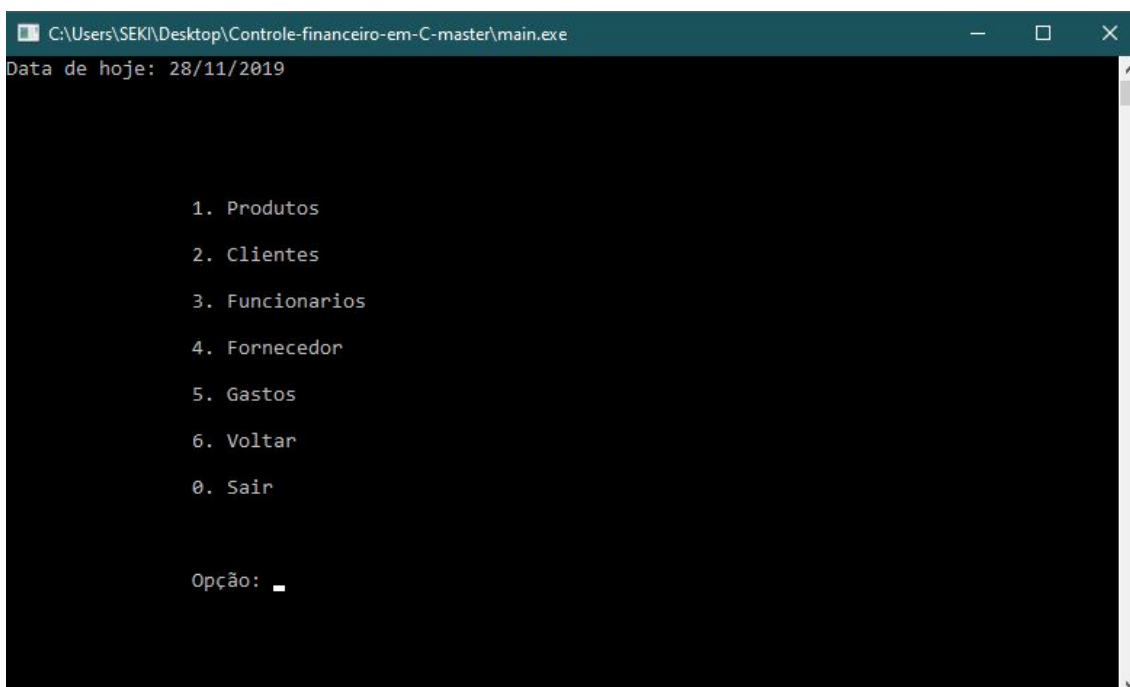 C:\Users\SEKI\Desktop\Controle-financeiro-em-C-master\main.exe
Data de hoje: 28/11/2019
1. Produtos
2. Clientes
3. Funcionarios
4. Fornecedor
5. Gastos
6. Voltar
0. Sair
Opção: